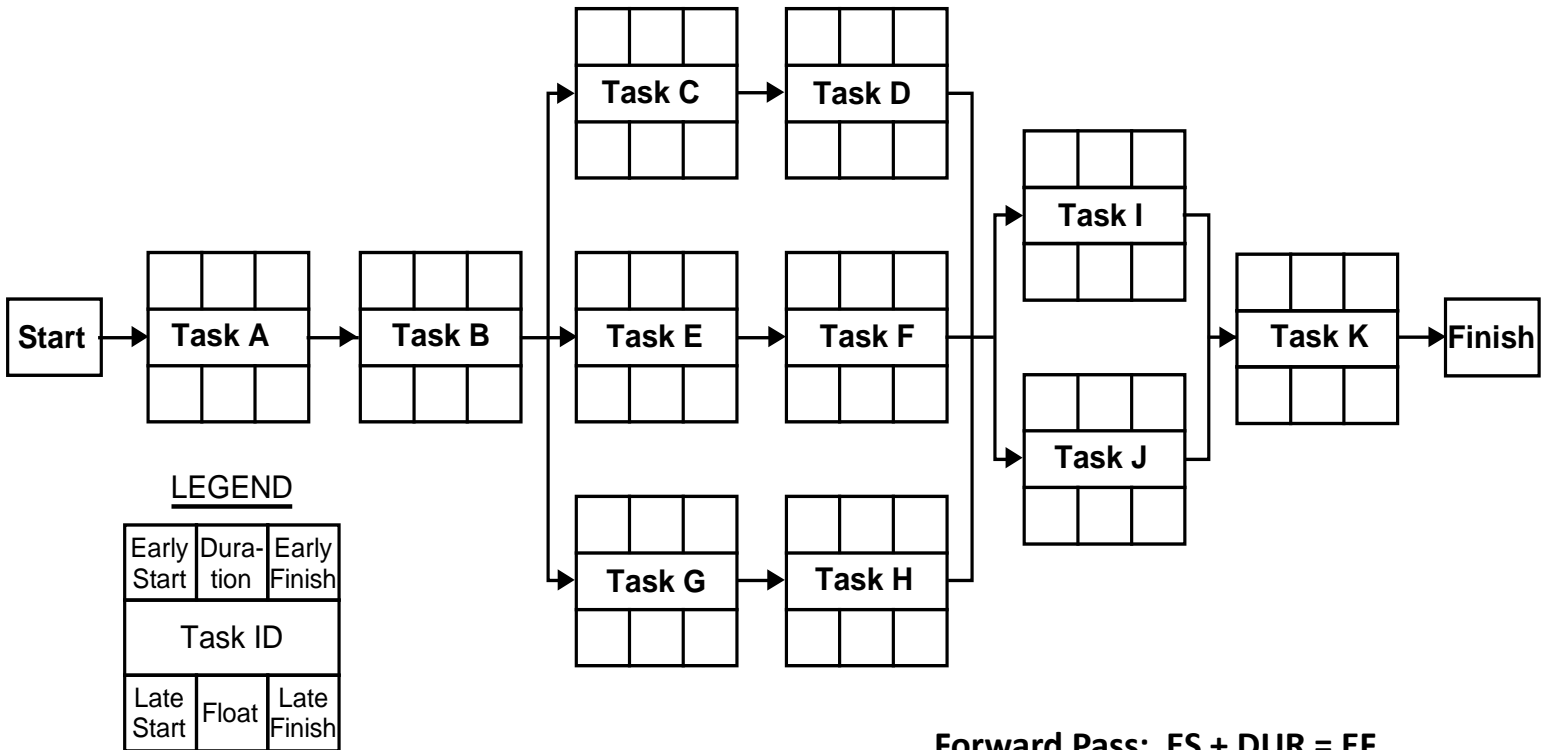 Task C
Task D
Task I
Start
Task A
Task B
Task E
Task F
Task K
Finish
Task J
LEGEND
Early Start
Dura-tion
Early Finish
Task G
Task H
Task ID
Late Start
Float
Late Finish
Forward Pass: ES + DUR = EF